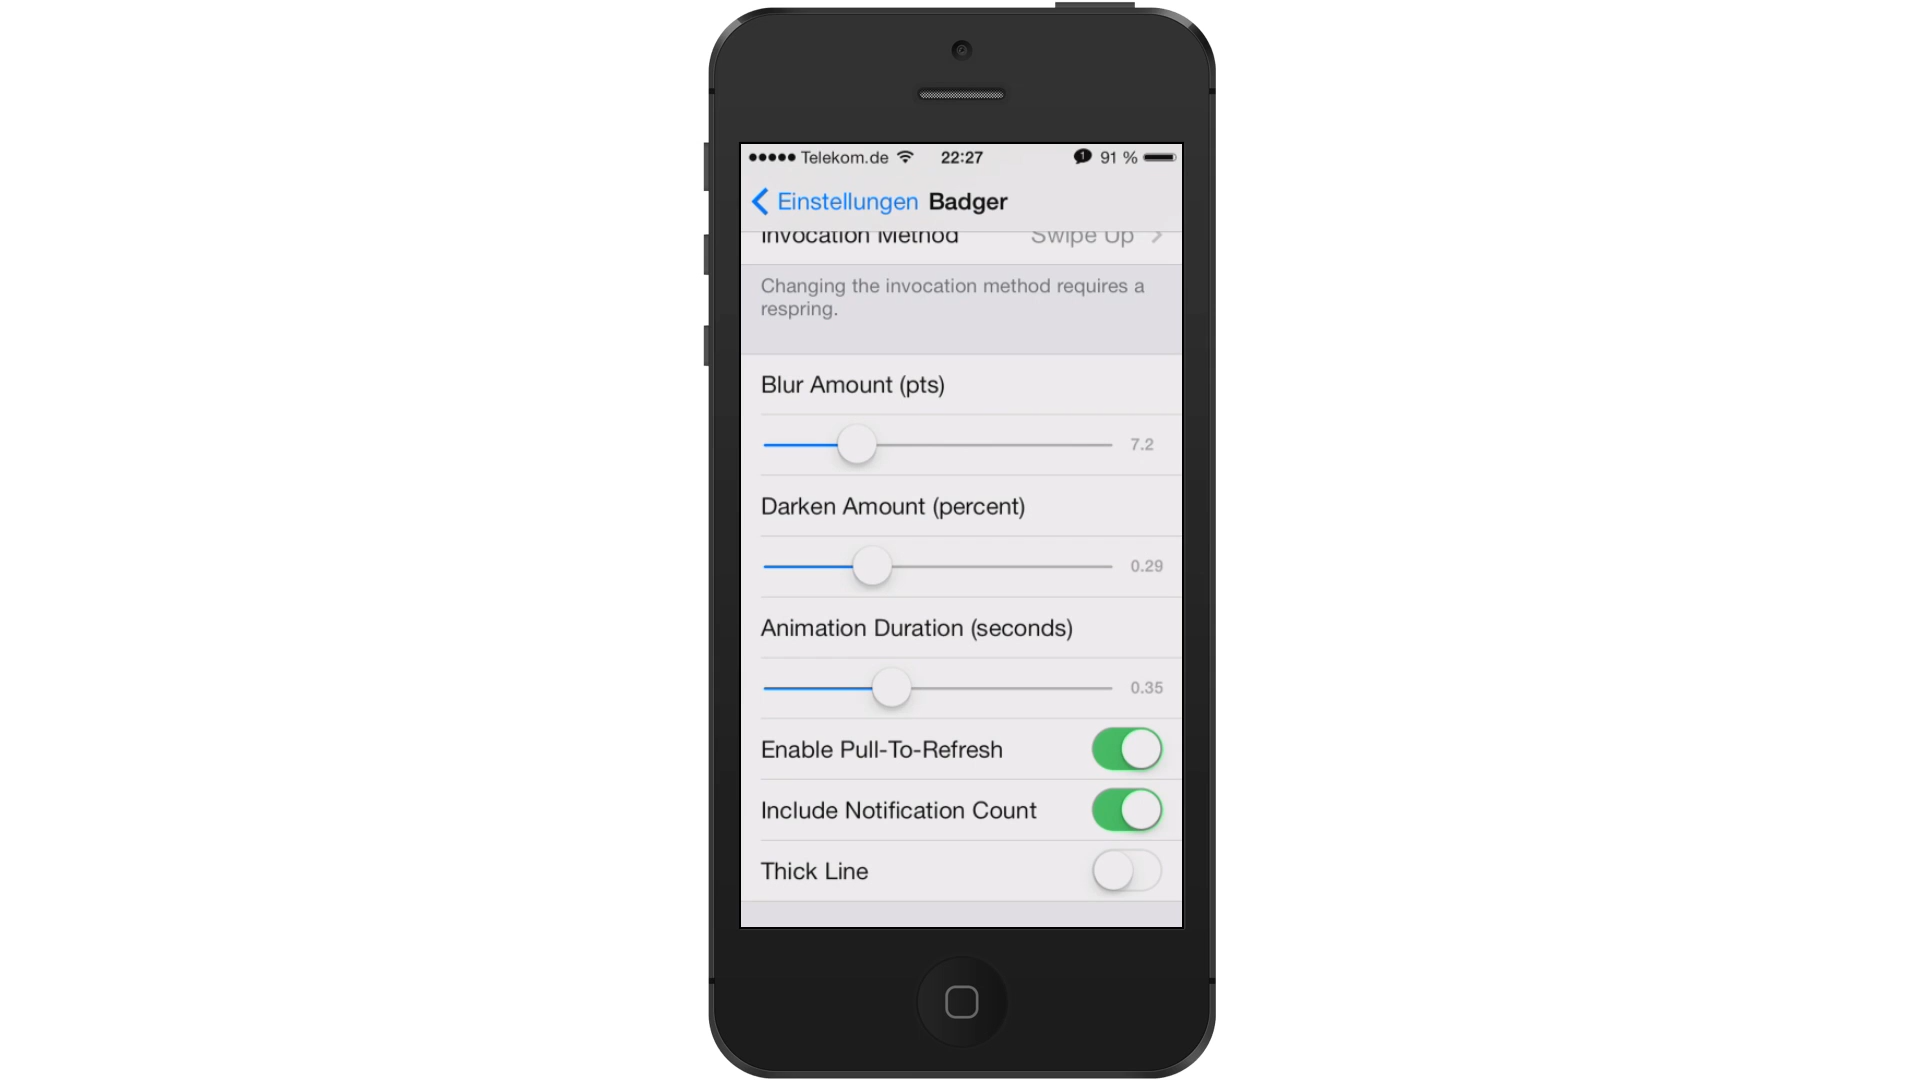 Telekom.de 22:27 1 91 %
Einstellungen Badger
Invocation Method Swipe Up
Changing the invocation method requires a
respring.
Blur Amount (pts)
7.2
Darken Amount (percent)
0.29
Animation Duration (seconds)
0.35
Enable Pull-To-Refresh
Include Notification Count
Thick Line